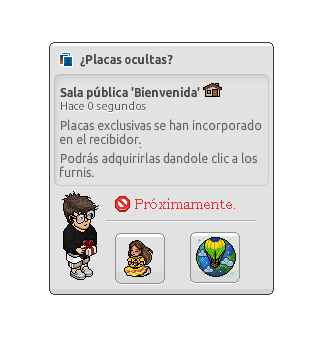 ¿Placas ocultas?
Sala pública 'Bienvenida'
Hace 0 segundos
Placas exclusivas se han incorporado
en el recibidor.
Podrás adquirirlas dandole clic a los
furnis.
Próximamente.